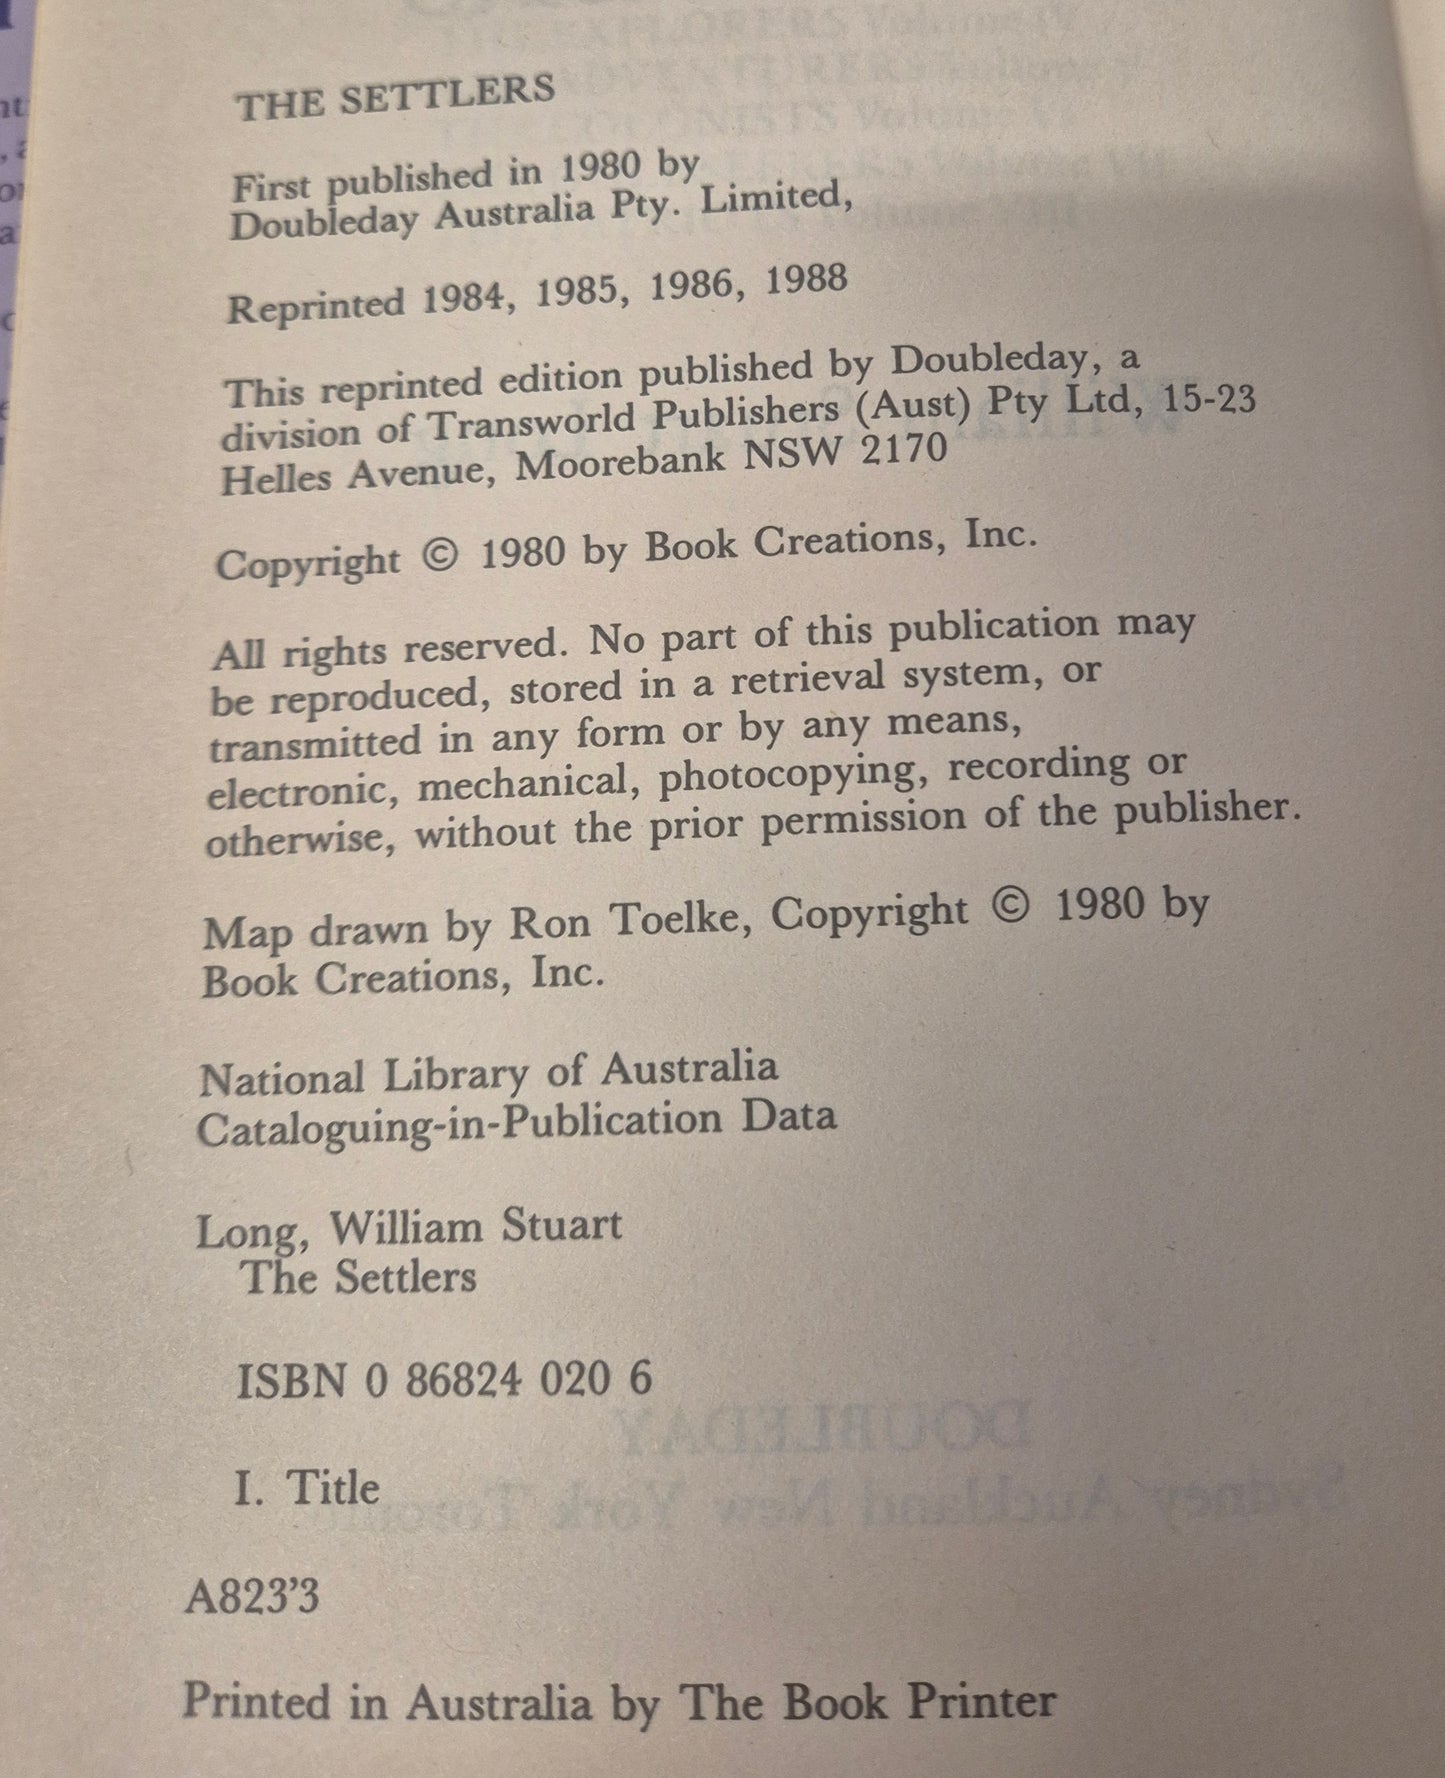 THE SETTLERS
First published in 1980 by
Doubleday Australia Pty. Limited,
Reprinted 1984, 1985, 1986, 1988
This reprinted edition published by Doubleday, a
division of Transworld Publishers (Aust) Pty Ltd, 15-23
Helles Avenue, Moorebank NSW 2170
Copyright © 1980 by Book Creations, Inc.
All rights reserved. No part of this publication may
be reproduced, stored in a retrieval system, or
transmitted in any form or by any means,
electronic, mechanical, photocopying, recording or
otherwise, without the prior permission of the publisher.
Map drawn by Ron Toelke, Copyright © 1980 by
Book Creations, Inc.
National Library of Australia
Cataloguing-in-Publication Data
Long, William Stuart
The Settlers
ISBN 0 86824 020 6
I. Title
A823’3
Printed in Australia by The Book Printer